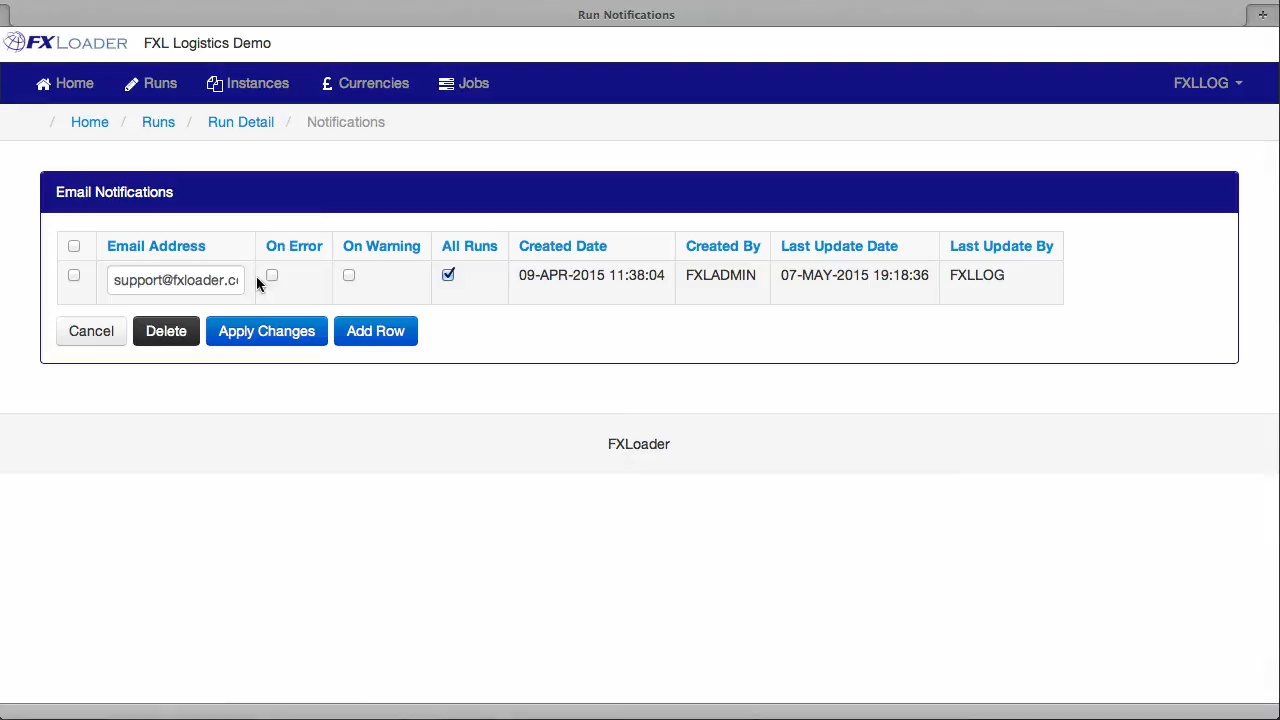 Run Notifications
FXLOADER FXL Logistics Demo
Home Runs Instances £ Currencies Jobs FXLLOG
/ Home / Runs / Run Detail / Notifications
Email Notifications
Email Address On Error On Warning All Runs Created Date Created By Last Update Date Last Update By
support@fxloader.c 09-APR-2015 11:38:04 FXLADMIN 07-MAY-2015 19:18:36 FXLLOG
Cancel Delete Apply Changes Add Row
FXLoader